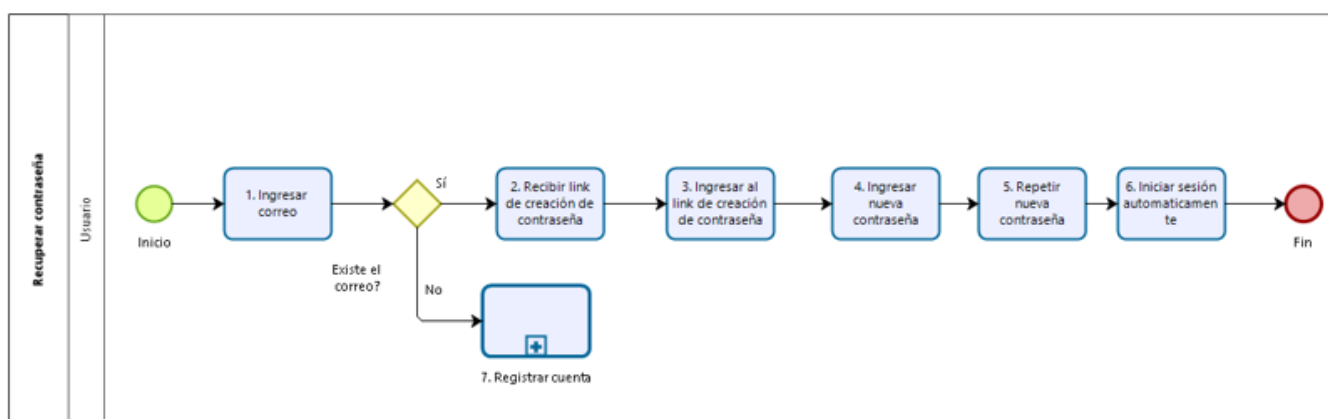 Recuperar contraseña
Usuario
Inicio
1. Ingresar
correo
Existe el
correo?
Sí
No
2. Recibir link
de creación de
contraseña
3. Ingresar al
link de creación
de contraseña
4. Ingresar
nueva
contraseña
5. Repetir
nueva
contraseña
6. Iniciar sesión
automaticamen
te
Fin
7. Registrar cuenta